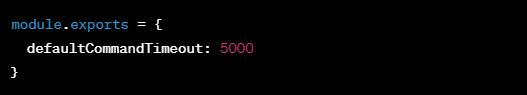 module.exports = {
  defaultCommandTimeout: 5000
}